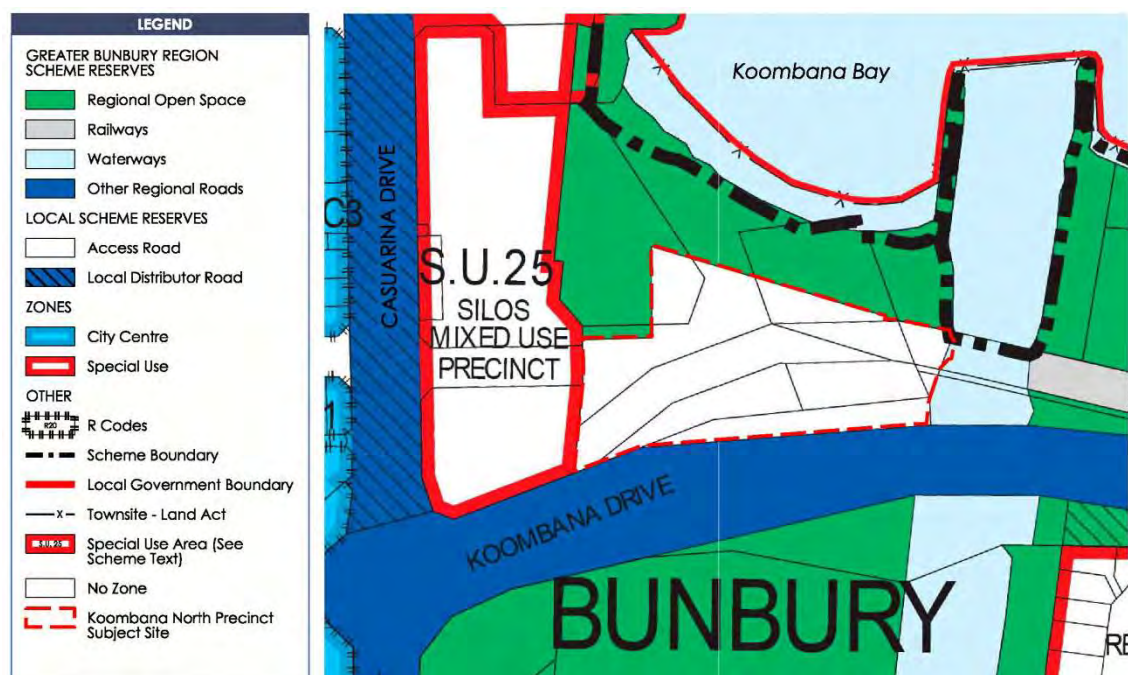 LEGEND
GREATER BUNBURY REGION
SCHEME RESERVES
Regional Open Space
Railways
Waterways
Other Regional Roads
LOCAL SCHEME RESERVES
Access Road
Local Distributor Road
ZONES
City Centre
Special Use
OTHER
R20
R Codes
Scheme Boundary
Local Government Boundary
X
Townsite - Land Act
S.U.25
Special Use Area (See
Scheme Text)
No Zone
Koombana North Precinct
Subject Site
Koombana Bay
CASUARINA DRIVE
S.U.25
SILOS
MIXED USE
PRECINCT
KOOMBANA DRIVE
BUNBURY
RE